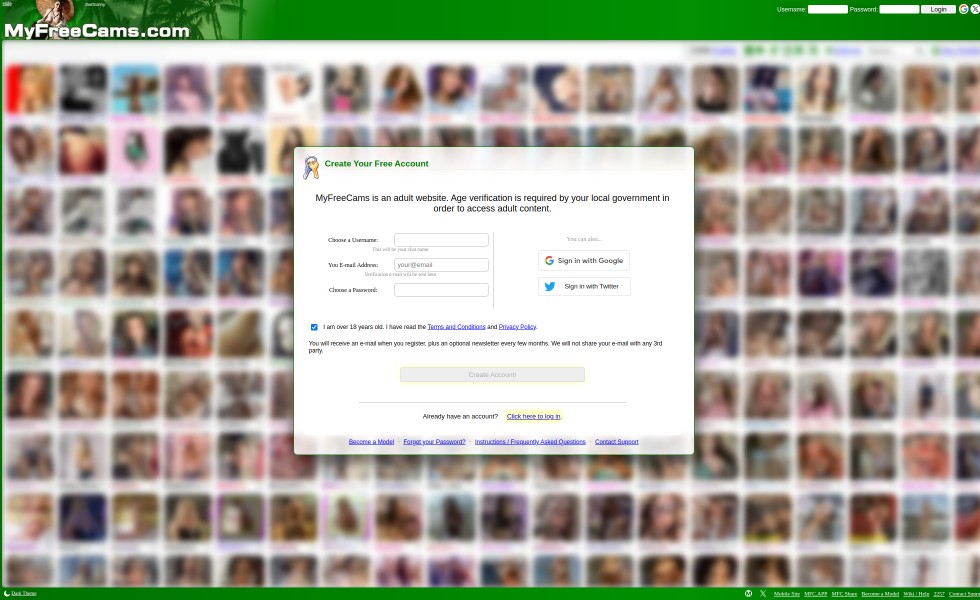 Username: Password: Login
MyFreeCams.com
Create Your Free Account
MyFreeCams is an adult website. Age verification is required by your local government in
order to access adult content.
Choose a Username:
This will be your chat name.
You E-mail Address: your@email
Verification e-mail will be sent here.
Choose a Password:
You can also...
Sign in with Google
Sign in with Twitter
I am over 18 years old. I have read the Terms and Conditions and Privacy Policy.
You will receive an e-mail when you register, plus an optional newsletter every few months. We will not share your e-mail with any 3rd
party.
Create Account!
Already have an account? Click here to log in.
Become a Model · Forgot your Password? · Instructions / Frequently Asked Questions · Contact Support
Dark Theme
Mobile Site MFC.APP MFC Share Become a Model Wiki / Help 2257 Contact